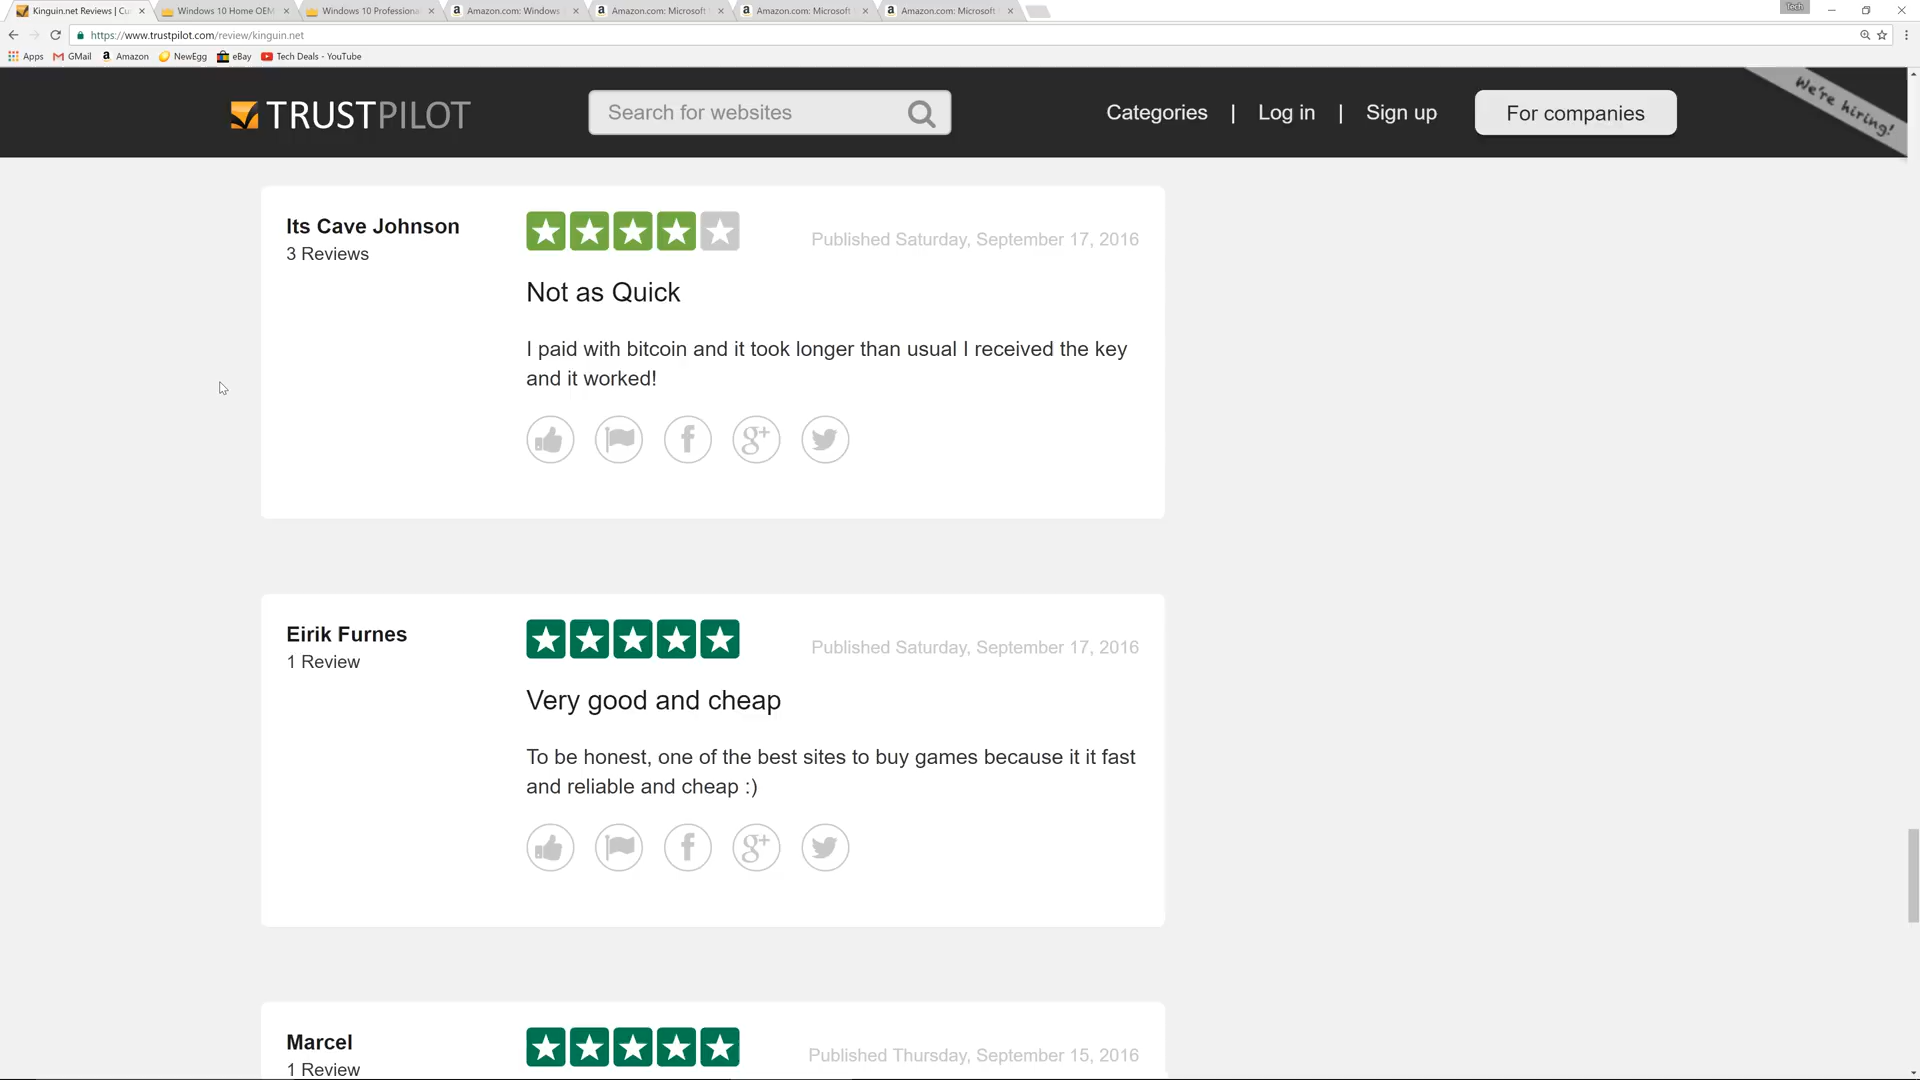 Kinguin.net Reviews | Cu
Windows 10 Home OEM
Windows 10 Professiona
Amazon.com: Windows
Amazon.com: Microsoft
Amazon.com: Microsoft
Amazon.com: Microsoft
Tech
https://www.trustpilot.com/review/kinguin.net
Apps
GMail
Amazon
NewEgg
eBay
Tech Deals - YouTube
TRUSTPILOT
Search for websites
Categories | Log in | Sign up
For companies
We're hiring!
Its Cave Johnson
3 Reviews
Published Saturday, September 17, 2016
Not as Quick
I paid with bitcoin and it took longer than usual I received the key
and it worked!
Eirik Furnes
1 Review
Published Saturday, September 17, 2016
Very good and cheap
To be honest, one of the best sites to buy games because it it fast
and reliable and cheap :)
Marcel
1 Review
Published Thursday, September 15, 2016